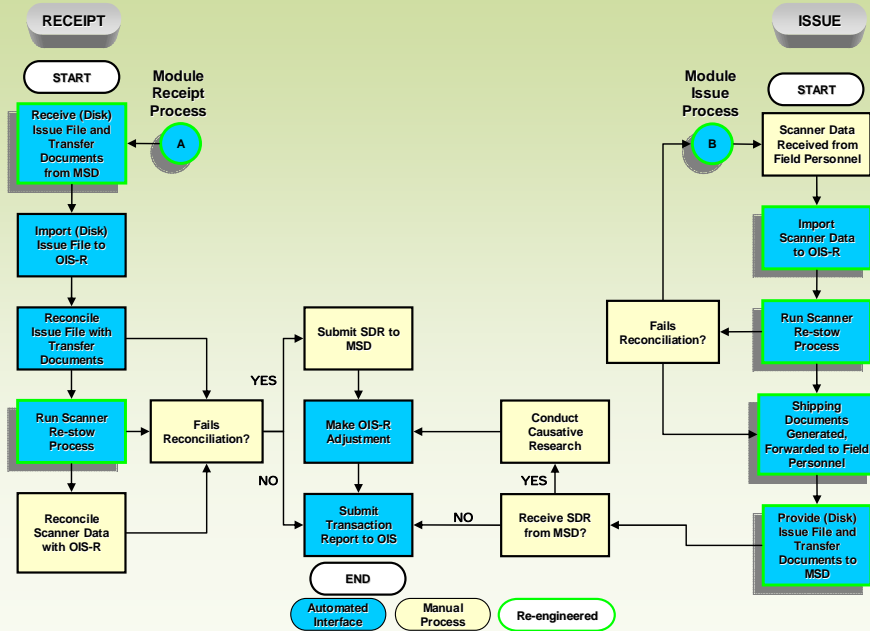 RECEIPT
START
Module
Receipt
Process
A
Receive (Disk)
Issue File and
Transfer
Documents
from MSD
Import (Disk)
Issue File to
OIS-R
Reconcile
Issue File with
Transfer
Documents
Run Scanner
Re-stow
Process
Reconcile
Scanner Data
with OIS-R
Fails
Reconciliation?
YES
NO
Submit SDR to
MSD
Make OIS-R
Adjustment
Submit
Transaction
Report to OIS
END
Conduct
Causative
Research
YES
NO
Receive SDR
from MSD?
ISSUE
START
Module
Issue
Process
B
Scanner Data
Received from
Field Personnel
Import
Scanner Data
to OIS-R
Fails
Reconciliation?
Run Scanner
Re-stow
Process
Shipping
Documents
Generated,
Forwarded to Field
Personnel
Provide (Disk)
Issue File and
Transfer
Documents to
MSD
Automated
Interface
Manual
Process
Re-engineered